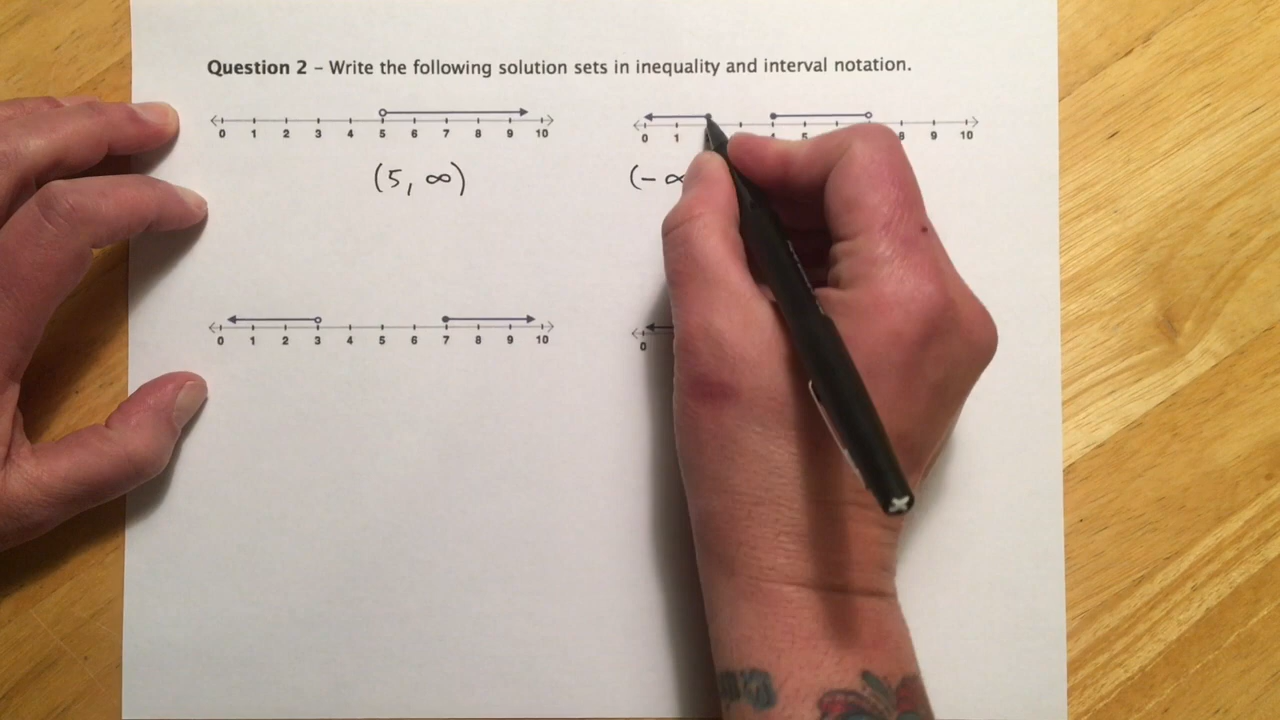 Question 2 – Write the following solution sets in inequality and interval notation.
0 1 2 3 4 5 6 7 8 9 10
0 1 8 9 10
(5, ∞)
(-∞
0 1 2 3 4 5 6 7 8 9 10
0